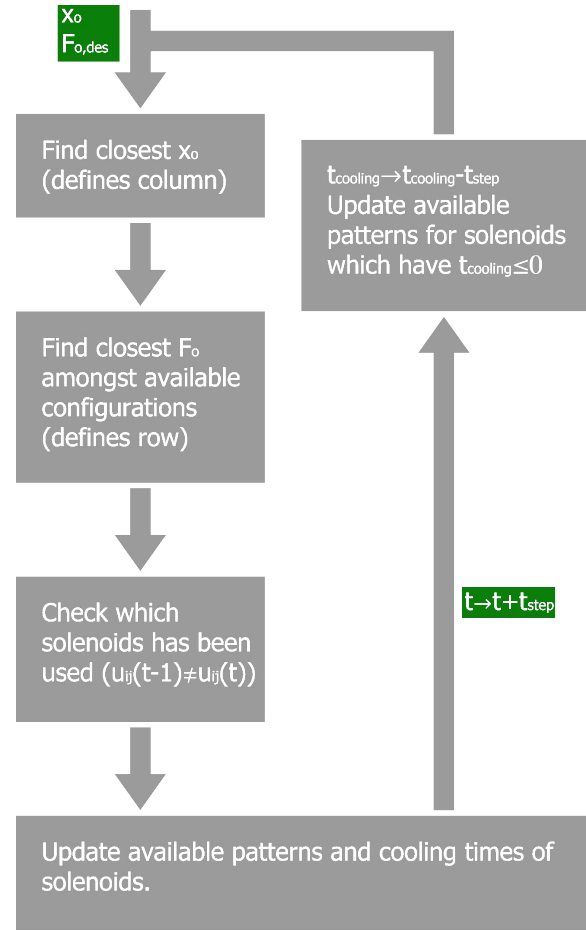 xₒ
Fₒ,des
Find closest xₒ
(defines column)
Find closest Fₒ
amongst available
configurations
(defines row)
Check which
solenoids has been
used (uᵢⱼ(t-1)≠uᵢⱼ(t))
Update available patterns and cooling times of
solenoids.
t→t+tstep
tcooling→tcooling-tstep
Update available
patterns for solenoids
which have tcooling≤0